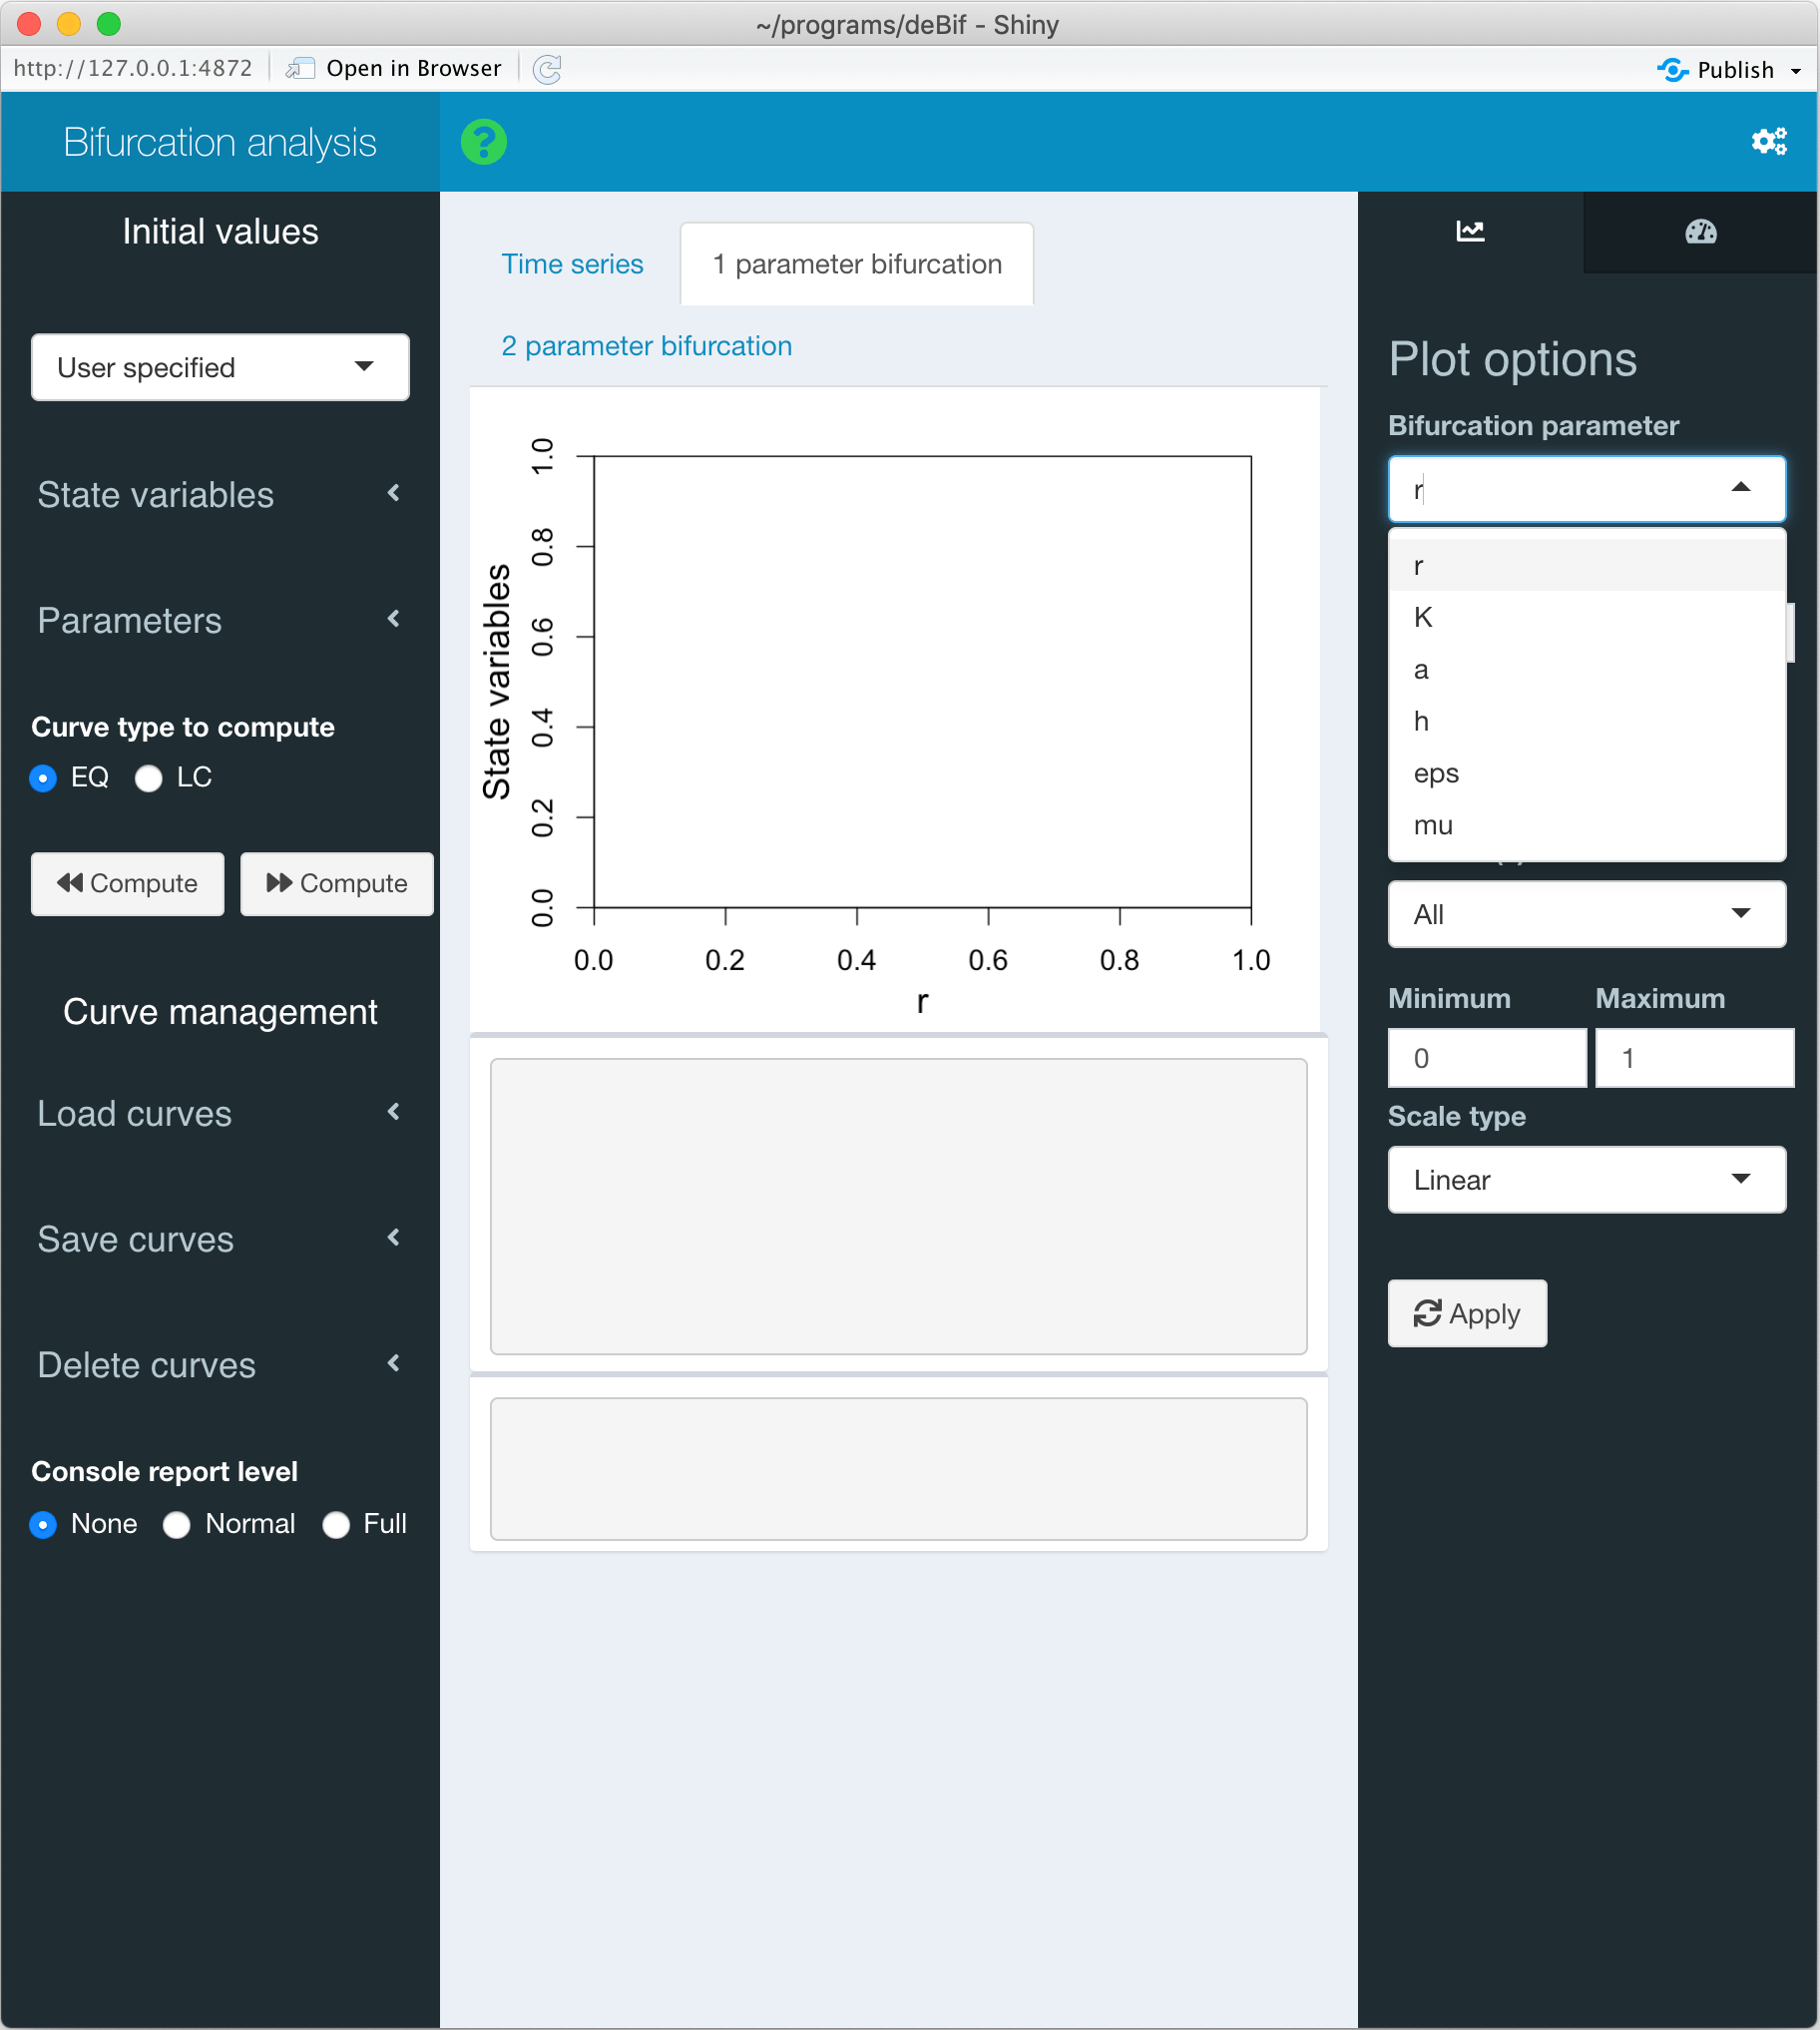 ~/programs/deBif - Shiny
http://127.0.0.1:4872
Open in Browser
Publish
Bifurcation analysis
?
Initial values
User specified
State variables
Parameters
Curve type to compute
EQ
LC
Compute
Compute
Curve management
Load curves
Save curves
Delete curves
Console report level
None
Normal
Full
Time series
1 parameter bifurcation
2 parameter bifurcation
State variables
1.0
0.8
0.6
0.4
0.2
0.0
0.0
0.2
0.4
0.6
0.8
1.0
r
Plot options
Bifurcation parameter
r
r
K
a
h
eps
mu
All
Minimum
Maximum
0
1
Scale type
Linear
Apply